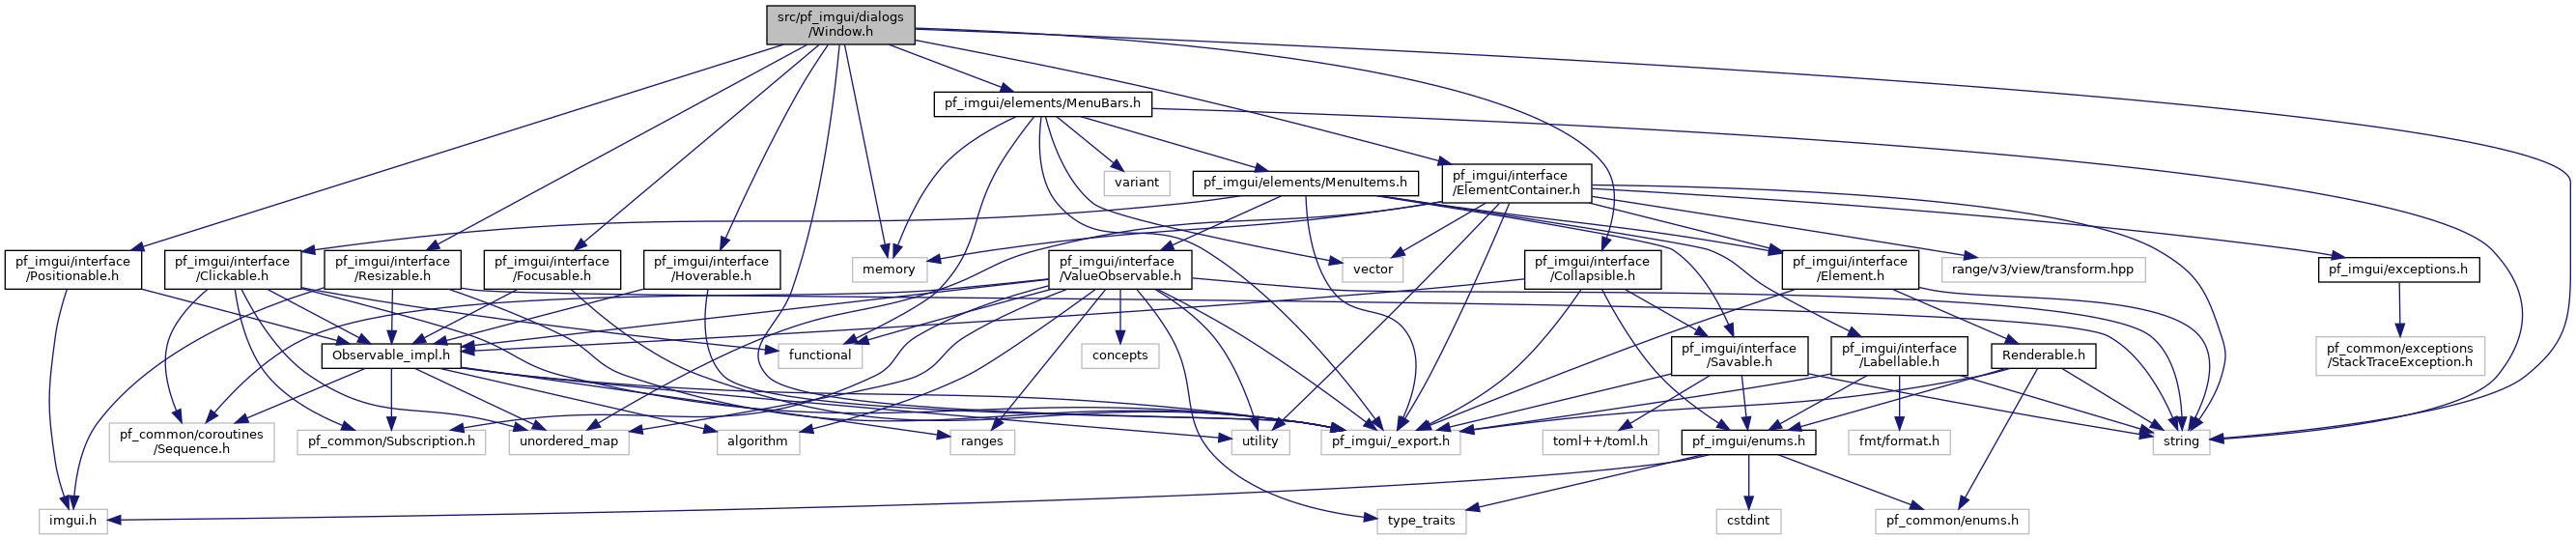 src/pf_imgui/dialogs
/Window.h
pf_imgui/elements/MenuBars.h
variant
pf_imgui/elements/MenuItems.h
pf_imgui/interface
/ElementContainer.h
pf_imgui/interface
/Positionable.h
pf_imgui/interface
/Clickable.h
pf_imgui/interface
/Resizable.h
pf_imgui/interface
/Focusable.h
pf_imgui/interface
/Hoverable.h
memory
pf_imgui/interface
/ValueObservable.h
vector
pf_imgui/interface
/Collapsible.h
pf_imgui/interface
/Element.h
range/v3/view/transform.hpp
pf_imgui/exceptions.h
Observable_impl.h
functional
concepts
pf_imgui/interface
/Savable.h
pf_imgui/interface
/Labellable.h
Renderable.h
pf_common/exceptions
/StackTraceException.h
pf_common/coroutines
/Sequence.h
pf_common/Subscription.h
unordered_map
algorithm
ranges
utility
pf_imgui/_export.h
toml++/toml.h
pf_imgui/enums.h
fmt/format.h
string
imgui.h
type_traits
cstdint
pf_common/enums.h